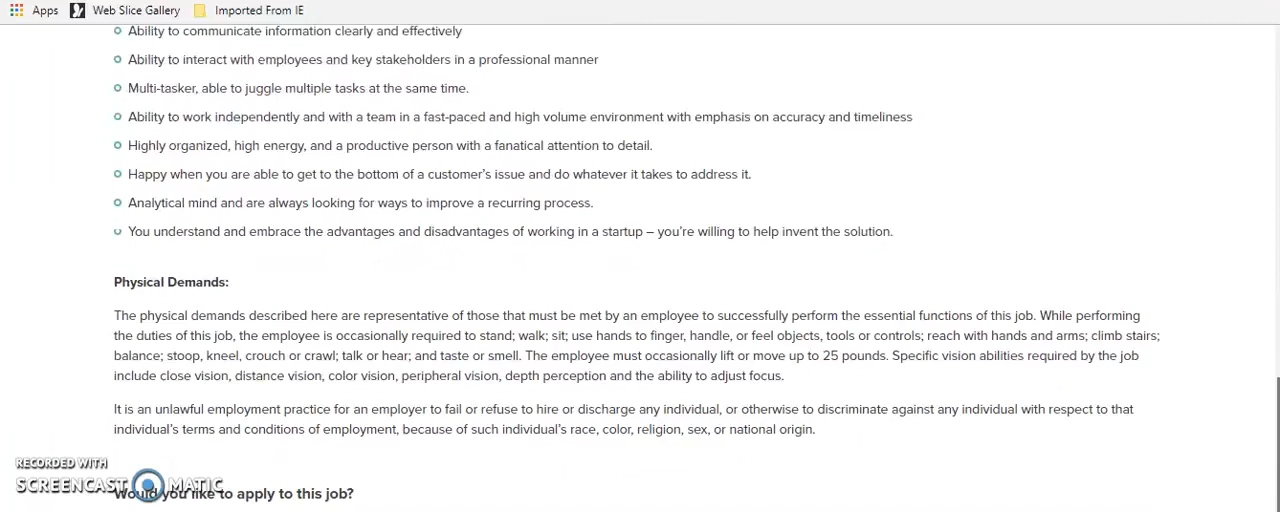 Apps Web Slice Gallery Imported From IE
Ability to communicate information clearly and effectively
Ability to interact with employees and key stakeholders in a professional manner
Multi-tasker, able to juggle multiple tasks at the same time.
Ability to work independently and with a team in a fast-paced and high volume environment with emphasis on accuracy and timeliness
Highly organized, high energy, and a productive person with a fanatical attention to detail.
Happy when you are able to get to the bottom of a customer’s issue and do whatever it takes to address it.
Analytical mind and are always looking for ways to improve a recurring process.
You understand and embrace the advantages and disadvantages of working in a startup – you’re willing to help invent the solution.
Physical Demands:
The physical demands described here are representative of those that must be met by an employee to successfully perform the essential functions of this job. While performing
the duties of this job, the employee is occasionally required to stand; walk; sit; use hands to finger, handle, or feel objects, tools or controls; reach with hands and arms; climb stairs;
balance; stoop, kneel, crouch or crawl; talk or hear; and taste or smell. The employee must occasionally lift or move up to 25 pounds. Specific vision abilities required by the job
include close vision, distance vision, color vision, peripheral vision, depth perception and the ability to adjust focus.
It is an unlawful employment practice for an employer to fail or refuse to hire or discharge any individual, or otherwise to discriminate against any individual with respect to that
individual’s terms and conditions of employment, because of such individual’s race, color, religion, sex, or national origin.
RECORDED WITH
SCREENCAST MATIC
Would you like to apply to this job?